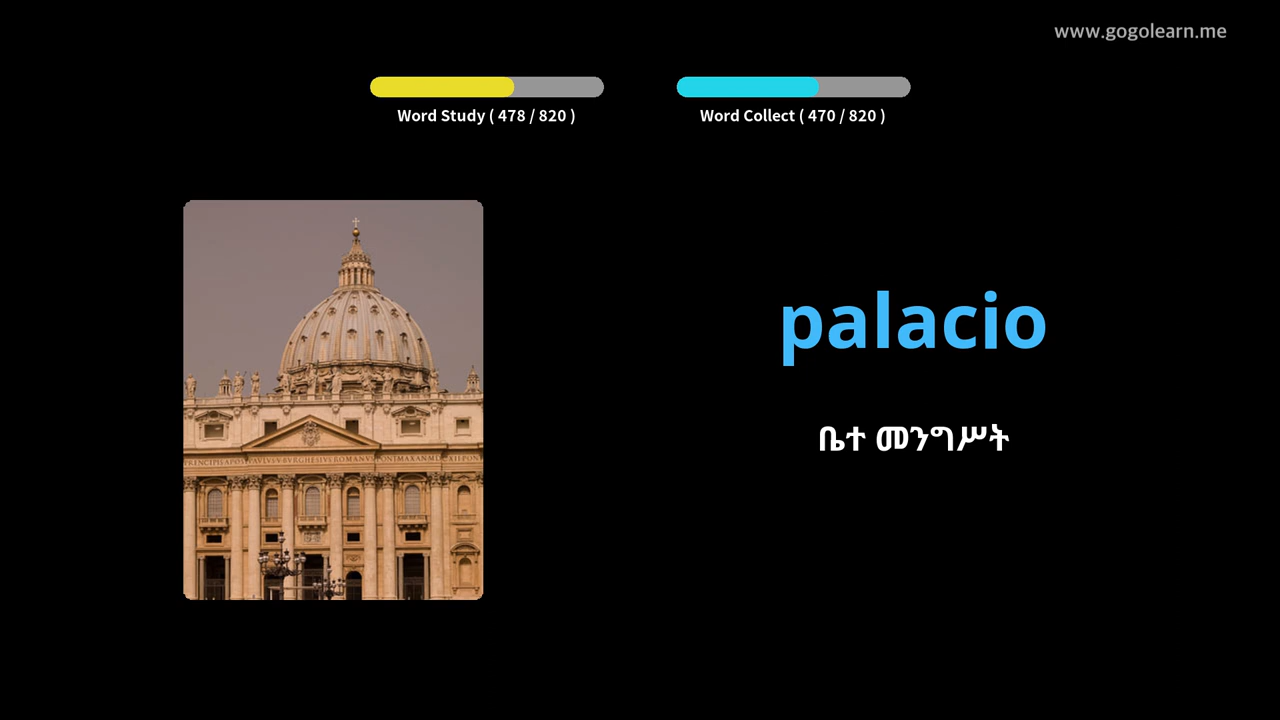 www.gogolearn.me
Word Study ( 478 / 820 )
Word Collect ( 470 / 820 )
palacio
ቤተ መንግሥት